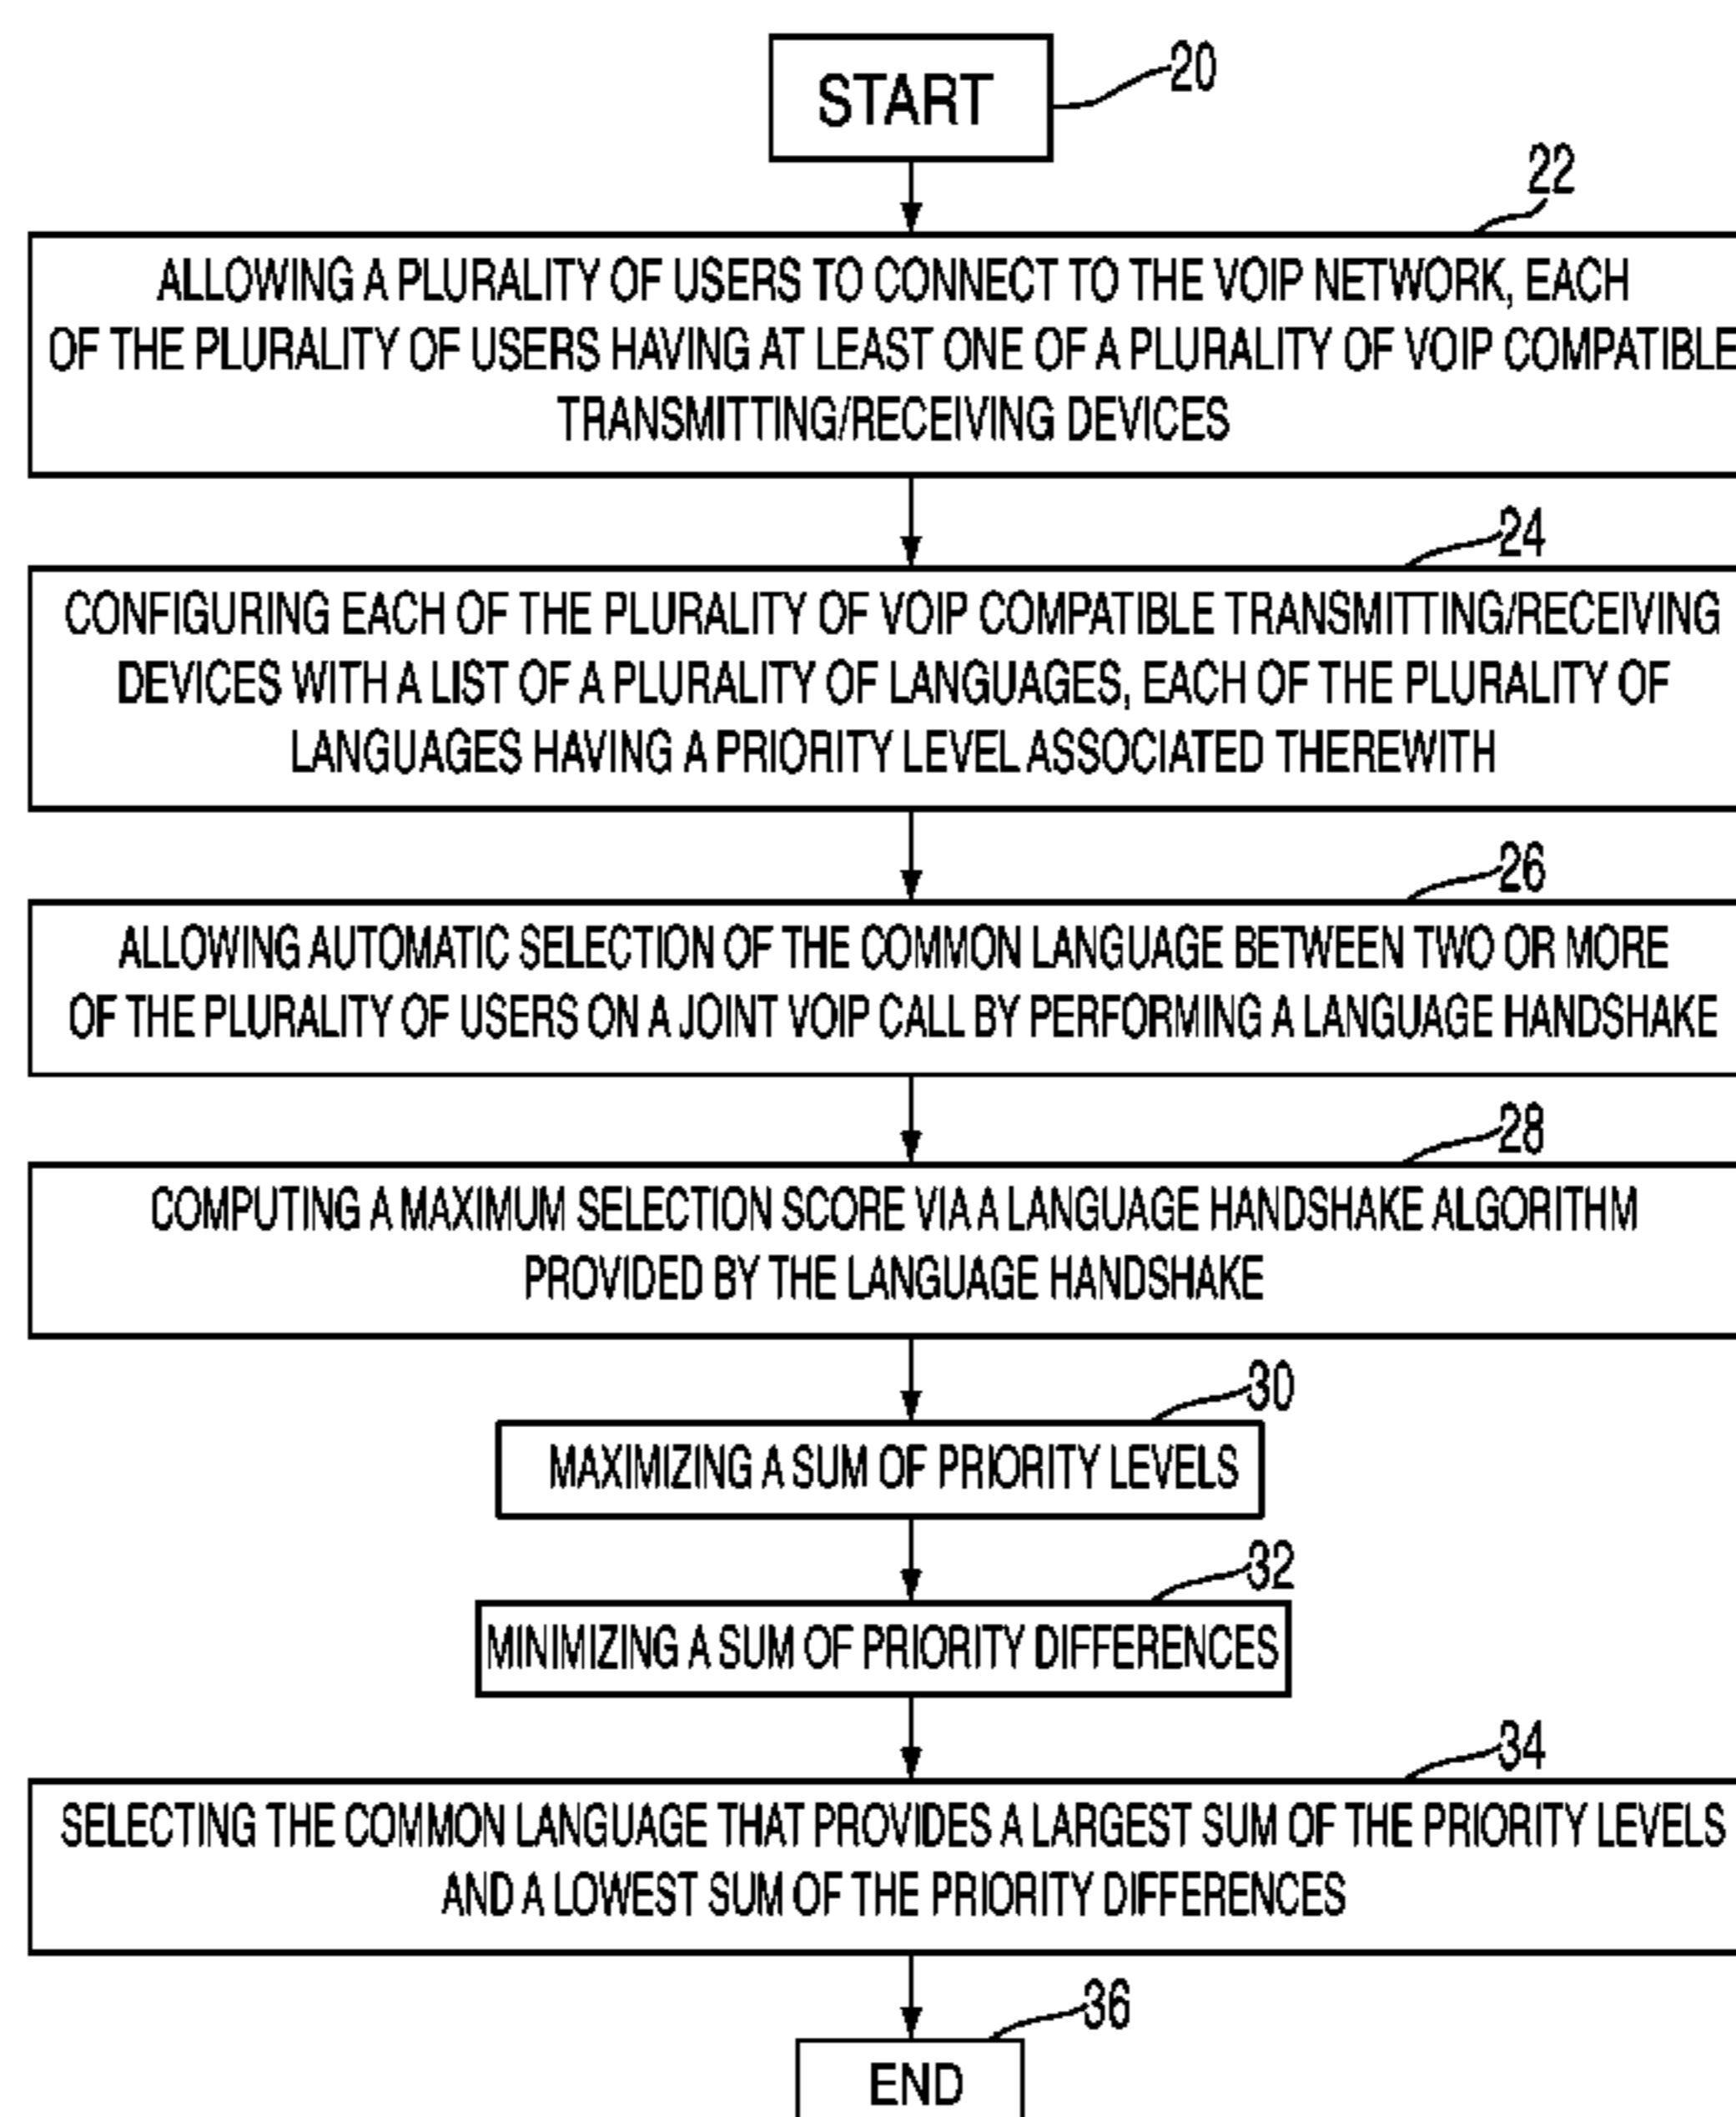 START
20
22
ALLOWING A PLURALITY OF USERS TO CONNECT TO THE VOIP NETWORK, EACH
OF THE PLURALITY OF USERS HAVING AT LEAST ONE OF A PLURALITY OF VOIP COMPATIBLE
TRANSMITTING/RECEIVING DEVICES
24
CONFIGURING EACH OF THE PLURALITY OF VOIP COMPATIBLE TRANSMITTING/RECEIVING
DEVICES WITH A LIST OF A PLURALITY OF LANGUAGES, EACH OF THE PLURALITY OF
LANGUAGES HAVING A PRIORITY LEVEL ASSOCIATED THEREWITH
26
ALLOWING AUTOMATIC SELECTION OF THE COMMON LANGUAGE BETWEEN TWO OR MORE
OF THE PLURALITY OF USERS ON A JOINT VOIP CALL BY PERFORMING A LANGUAGE HANDSHAKE
28
COMPUTING A MAXIMUM SELECTION SCORE VIA A LANGUAGE HANDSHAKE ALGORITHM
PROVIDED BY THE LANGUAGE HANDSHAKE
30
MAXIMIZING A SUM OF PRIORITY LEVELS
32
MINIMIZING A SUM OF PRIORITY DIFFERENCES
34
SELECTING THE COMMON LANGUAGE THAT PROVIDES A LARGEST SUM OF THE PRIORITY LEVELS
AND A LOWEST SUM OF THE PRIORITY DIFFERENCES
36
END